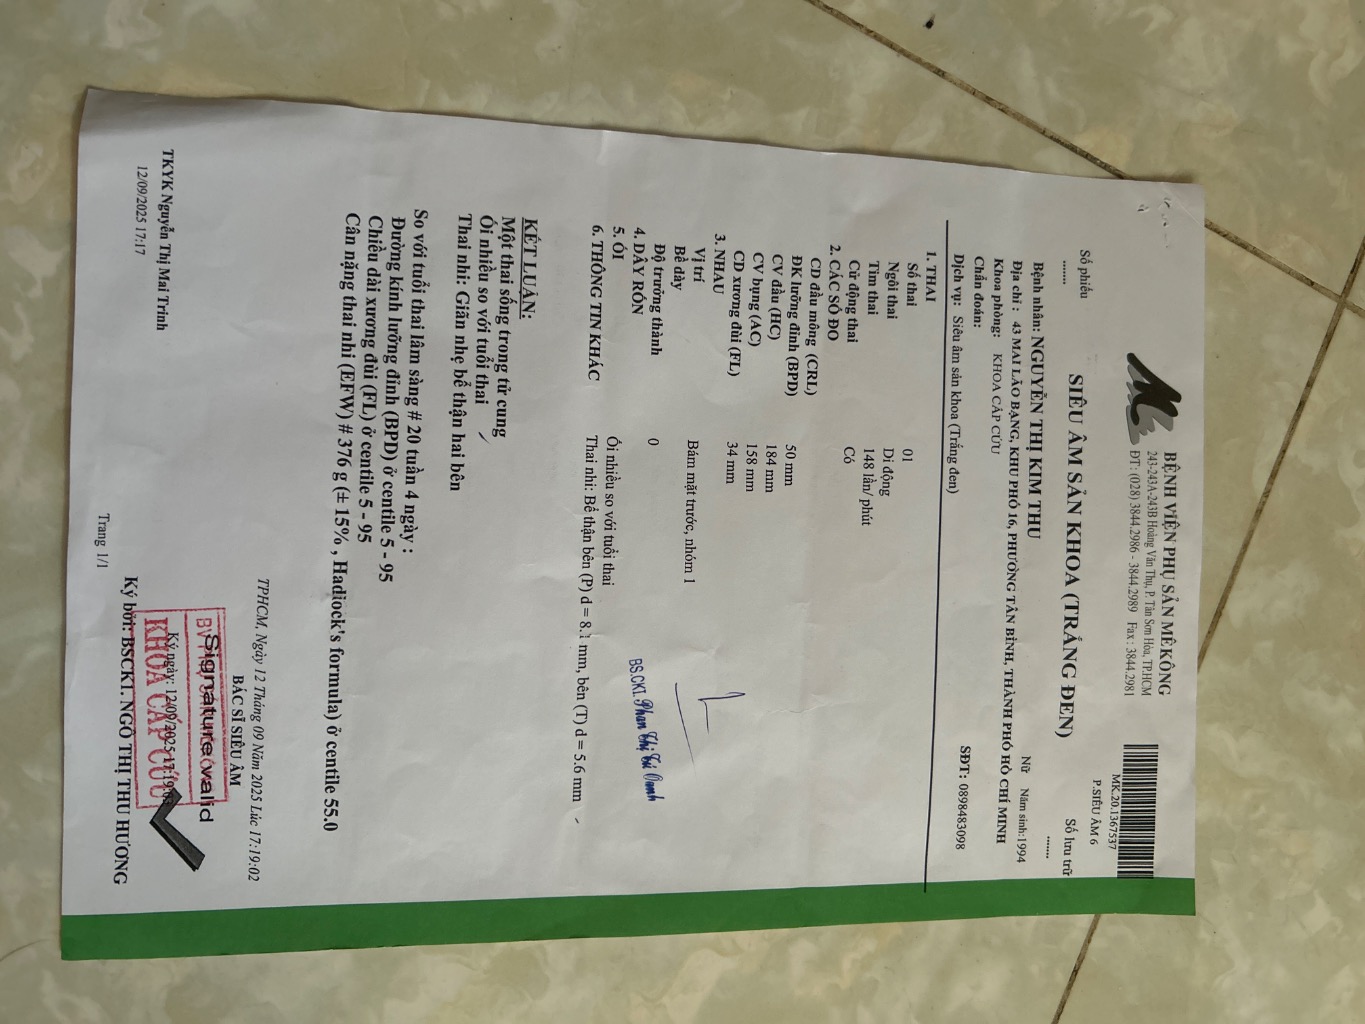 BỆNH VIỆN PHỤ SẢN MÊKÔNG
243-243A-243B Hoàng Văn Thụ, P. Tân Sơn Hòa, TP.HCM
ĐT: (028) 3844.2986 - 3844.2989 Fax: 3844.2981
MK.20.1367537
P.SIÊU ÂM 6
Số phiếu
........
SIÊU ÂM SẢN KHOA (TRẮNG ĐEN)
Số lưu trữ
........
Bệnh nhân: NGUYỄN THỊ KIM THU Nữ Năm sinh:1994
Địa chỉ : 43 MAI LÃO BẠNG, KHU PHỐ 16, PHƯỜNG TÂN BÌNH, THÀNH PHỐ HỒ CHÍ MINH
Khoa phòng: KHOA CẤP CỨU
Chẩn đoán:
Dịch vụ: Siêu âm sản khoa (Trắng đen) SĐT: 0898483098
1. THAI
Số thai 01
Ngôi thai Di động
Tim thai 148 lần/ phút
Cử động thai Có
2. CÁC SỐ ĐO
CD đầu mông (CRL)
ĐK lưỡng đỉnh (BPD) 50 mm
CV đầu (HC) 184 mm
CV bụng (AC) 158 mm
CD xương đùi (FL) 34 mm
3. NHAU
Vị trí Bám mặt trước, nhóm 1
Bề dày
Độ trưởng thành 0
4. DÂY RỐN
5. ỐI Ối nhiều so với tuổi thai
6. THÔNG TIN KHÁC Thai nhi: Bể thận bên (P) d = 8.1 mm, bên (T) d = 5.6 mm
BS.CKI. Phan Thị Tú Oanh
KẾT LUẬN:
Một thai sống trong tử cung
Ối nhiều so với tuổi thai
Thai nhi: Giãn nhẹ bể thận hai bên
So với tuổi thai lâm sàng # 20 tuần 4 ngày :
Đường kính lưỡng đỉnh (BPD) ở centile 5 - 95
Chiều dài xương đùi (FL) ở centile 5 - 95
Cân nặng thai nhi (EFW) # 376 g (± 15% , Hadlock's formula) ở centile 55.0
TPHCM, Ngày 12 Tháng 09 Năm 2025 Lúc 17:19:02
BÁC SĨ SIÊU ÂM
Signature valid
Ký ngày: 12/09/2025 17:19
KHOA CẤP CỨU
Ký bởi: BSCKI. NGÔ THỊ THU HƯƠNG
TKYK Nguyễn Thị Mai Trinh
12/09/2025 17:17
Trang 1/1